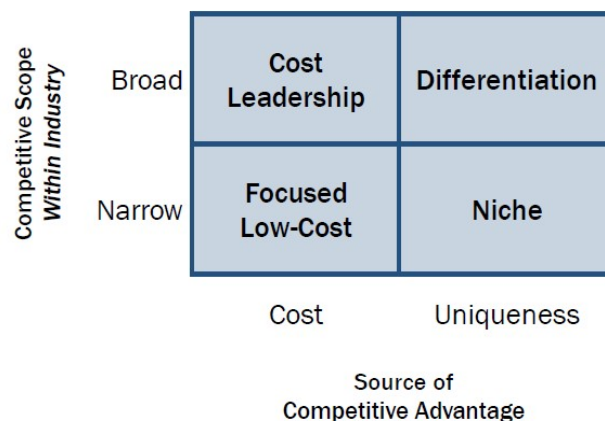 Competitive Scope
Within Industry
Broad
Cost
Leadership
Differentiation
Narrow
Focused
Low-Cost
Niche
Cost
Uniqueness
Source of
Competitive Advantage